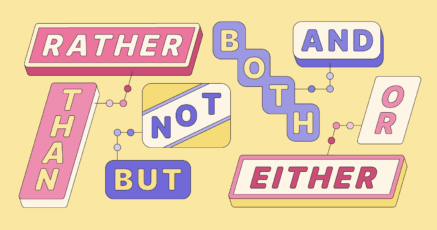 RATHER
THAN
NOT
BUT
BOTH
AND
EITHER
OR